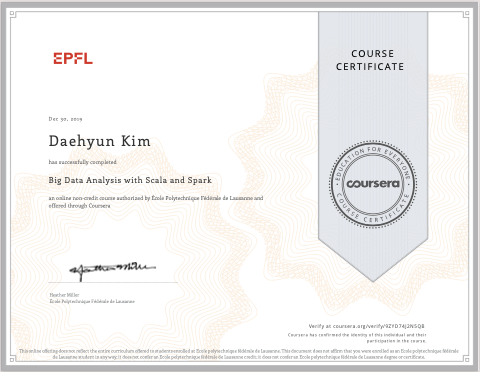 EPFL
COURSE
CERTIFICATE
Dec 30, 2019
Daehyun Kim
has successfully completed
Big Data Analysis with Scala and Spark
an online non-credit course authorized by École Polytechnique Fédérale de Lausanne and
offered through Coursera
EDUCATION FOR EVERYONE
coursera
COURSE CERTIFICATE
Heather Miller
École Polytechnique Fédérale de Lausanne
Verify at coursera.org/verify/
Coursera has confirmed the identity of this individual and their
participation in the course.
This online offering does not reflect the entire curriculum offered to students enrolled at École polytechnique fédérale de Lausanne. This document does not affirm that you were enrolled as an École polytechnique fédérale de
Lausanne student in any way; it does not confer an École polytechnique fédérale de Lausanne credit; it does not confer an École polytechnique fédérale de Lausanne degree or certificate.